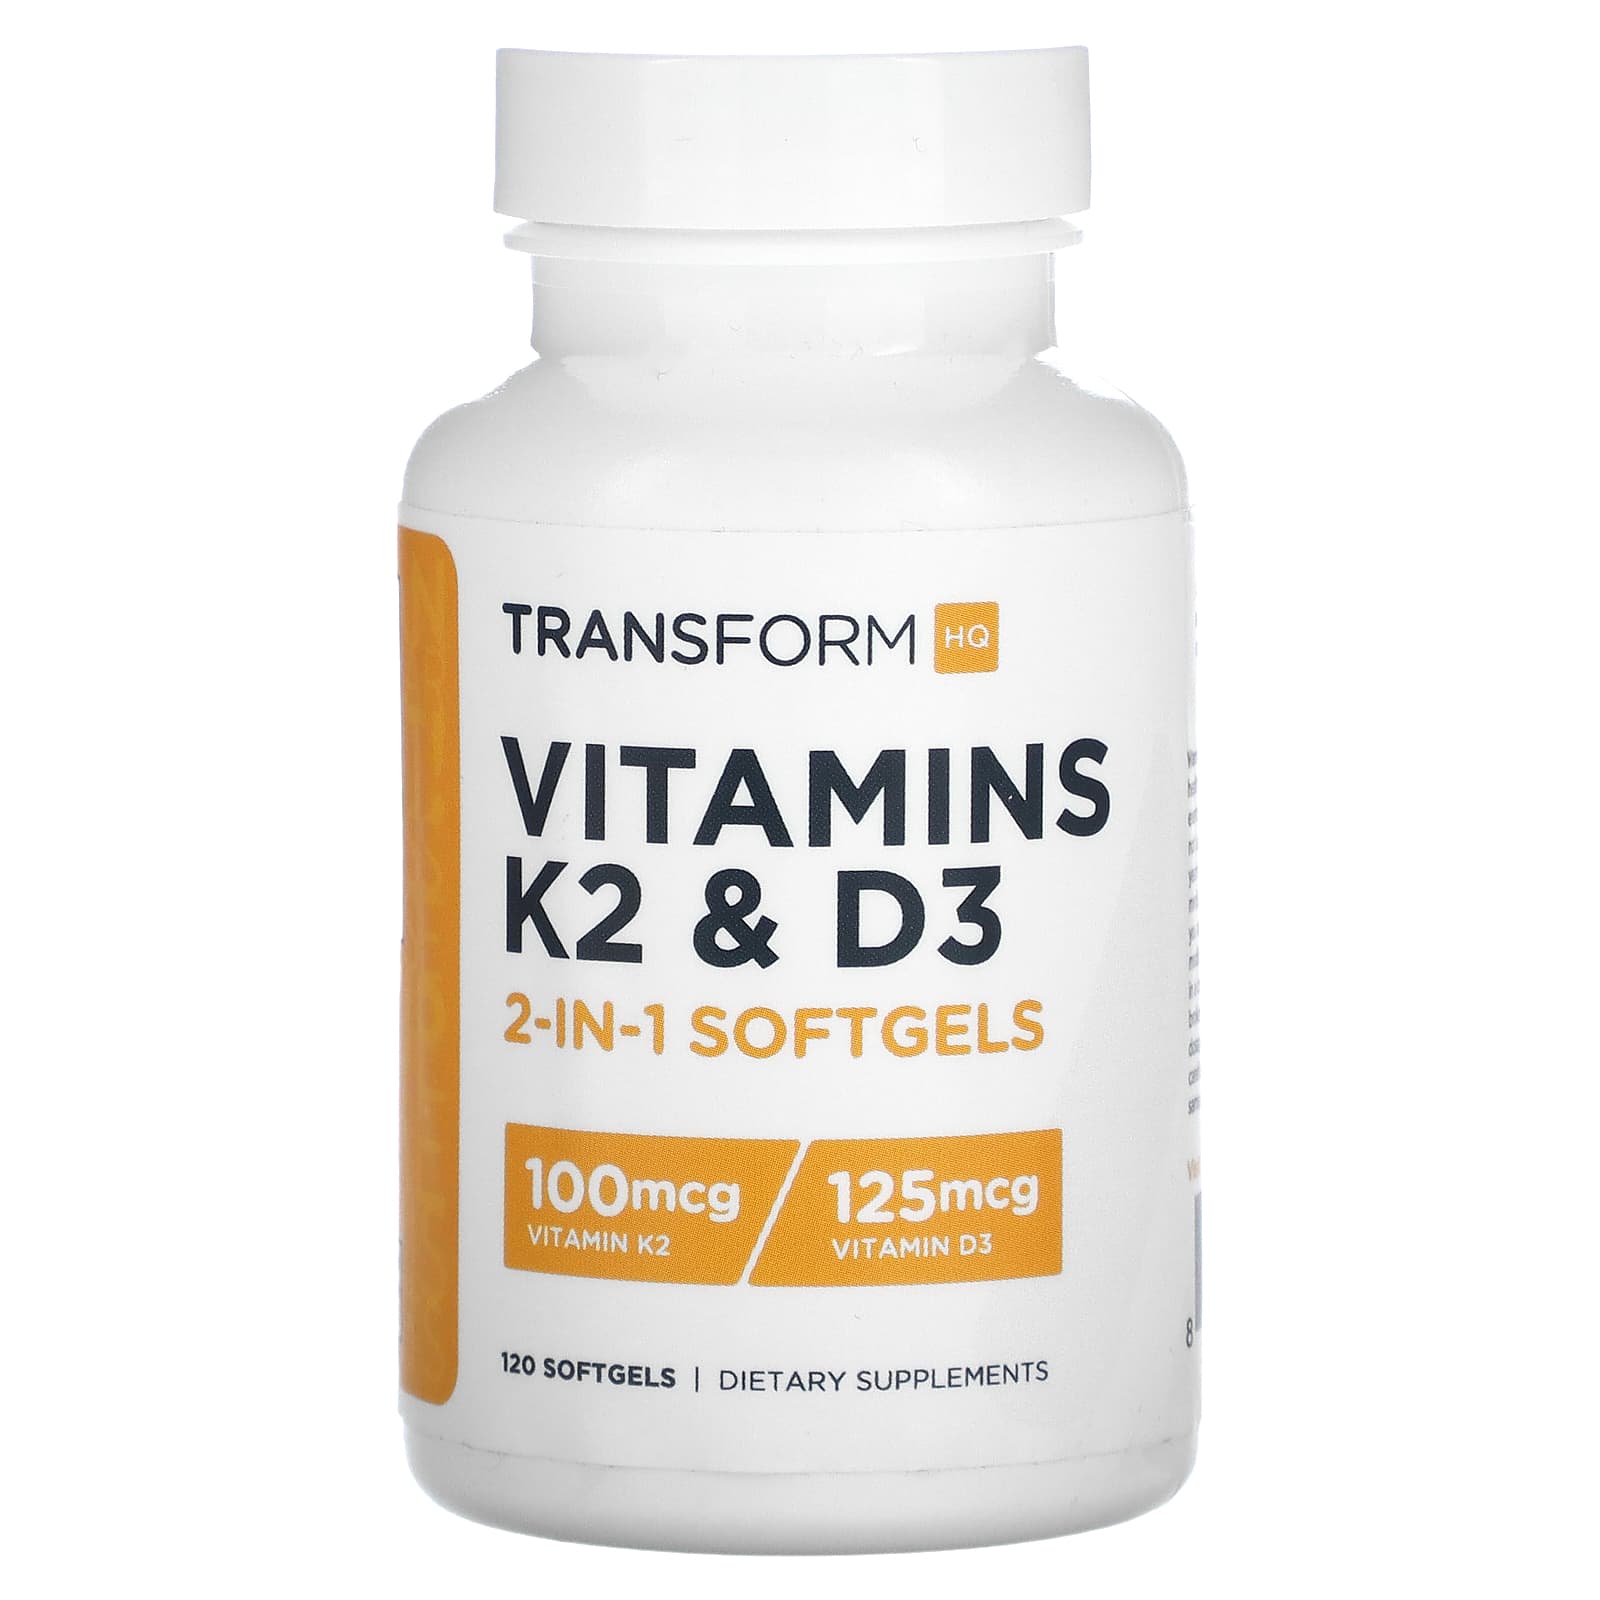 TRANSFORM HQ
VITAMINS
K2 & D3
2-IN-1 SOFTGELS
100mcg
VITAMIN K2
125mcg
VITAMIN D3
120 SOFTGELS | DIETARY SUPPLEMENTS
8